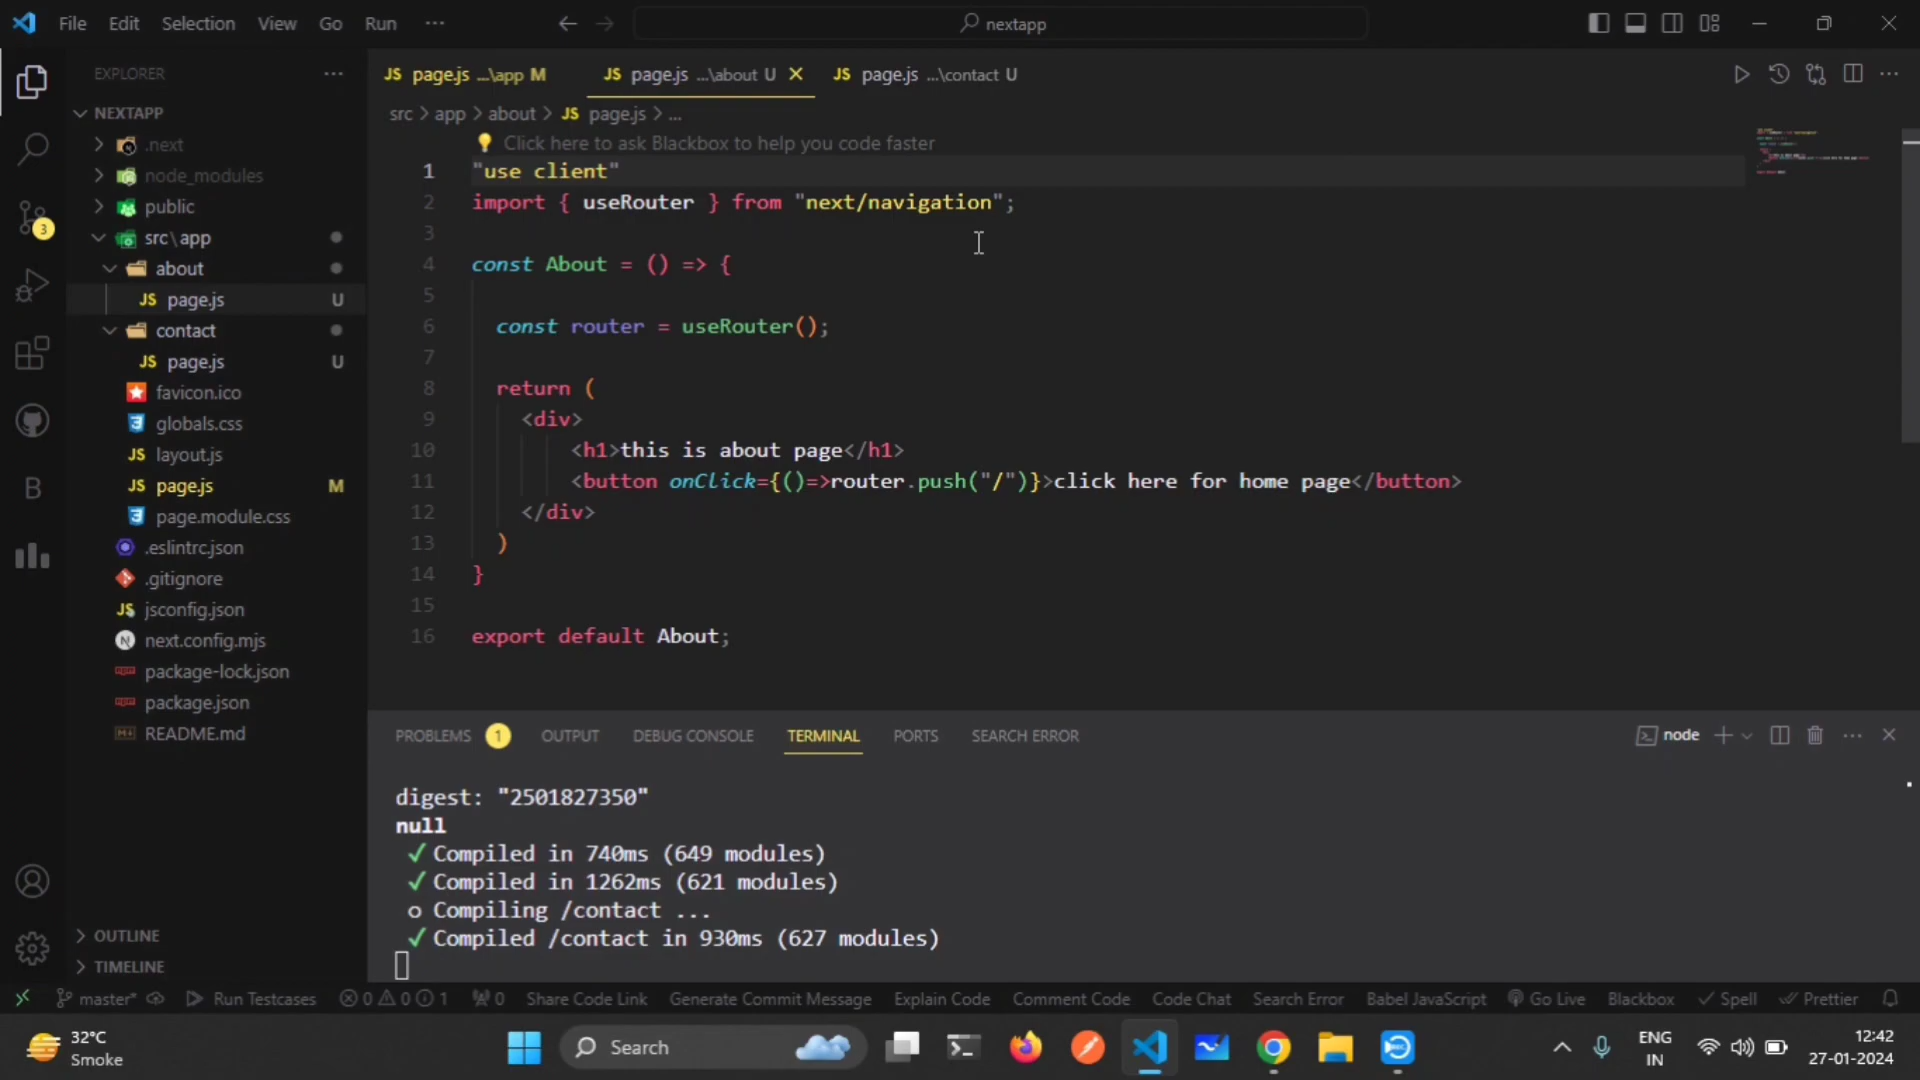 File Edit Selection View Go Run ···
nextapp
EXPLORER ···
NEXTAPP
.next
node_modules
public
src\app
about
page.js U
contact
page.js U
favicon.ico
globals.css
layout.js
page.js M
page.module.css
.eslintrc.json
.gitignore
jsconfig.json
next.config.mjs
package-lock.json
package.json
README.md
OUTLINE
TIMELINE
3
JS page.js ...\app M JS page.js ...\about U JS page.js ...\contact U
src > app > about > JS page.js > ...
Click here to ask Blackbox to help you code faster
1 "use client"
2 import { useRouter } from "next/navigation";
3
4 const About = () => {
5
6 const router = useRouter();
7
8 return (
9 <div>
10 <h1>this is about page</h1>
11 <button onClick={()=>router.push("/")}>click here for home page</button>
12 </div>
13 )
14 }
15
16 export default About;
PROBLEMS 1 OUTPUT DEBUG CONSOLE TERMINAL PORTS SEARCH ERROR
node
digest: "2501827350"
null
✓ Compiled in 740ms (649 modules)
✓ Compiled in 1262ms (621 modules)
○ Compiling /contact ...
✓ Compiled /contact in 930ms (627 modules)
master* Run Testcases 0 0 1 0 Share Code Link Generate Commit Message Explain Code Comment Code Code Chat Search Error Babel JavaScript Go Live Blackbox Spell Prettier
32°C
Smoke
Search
ENG
IN
12:42
27-01-2024